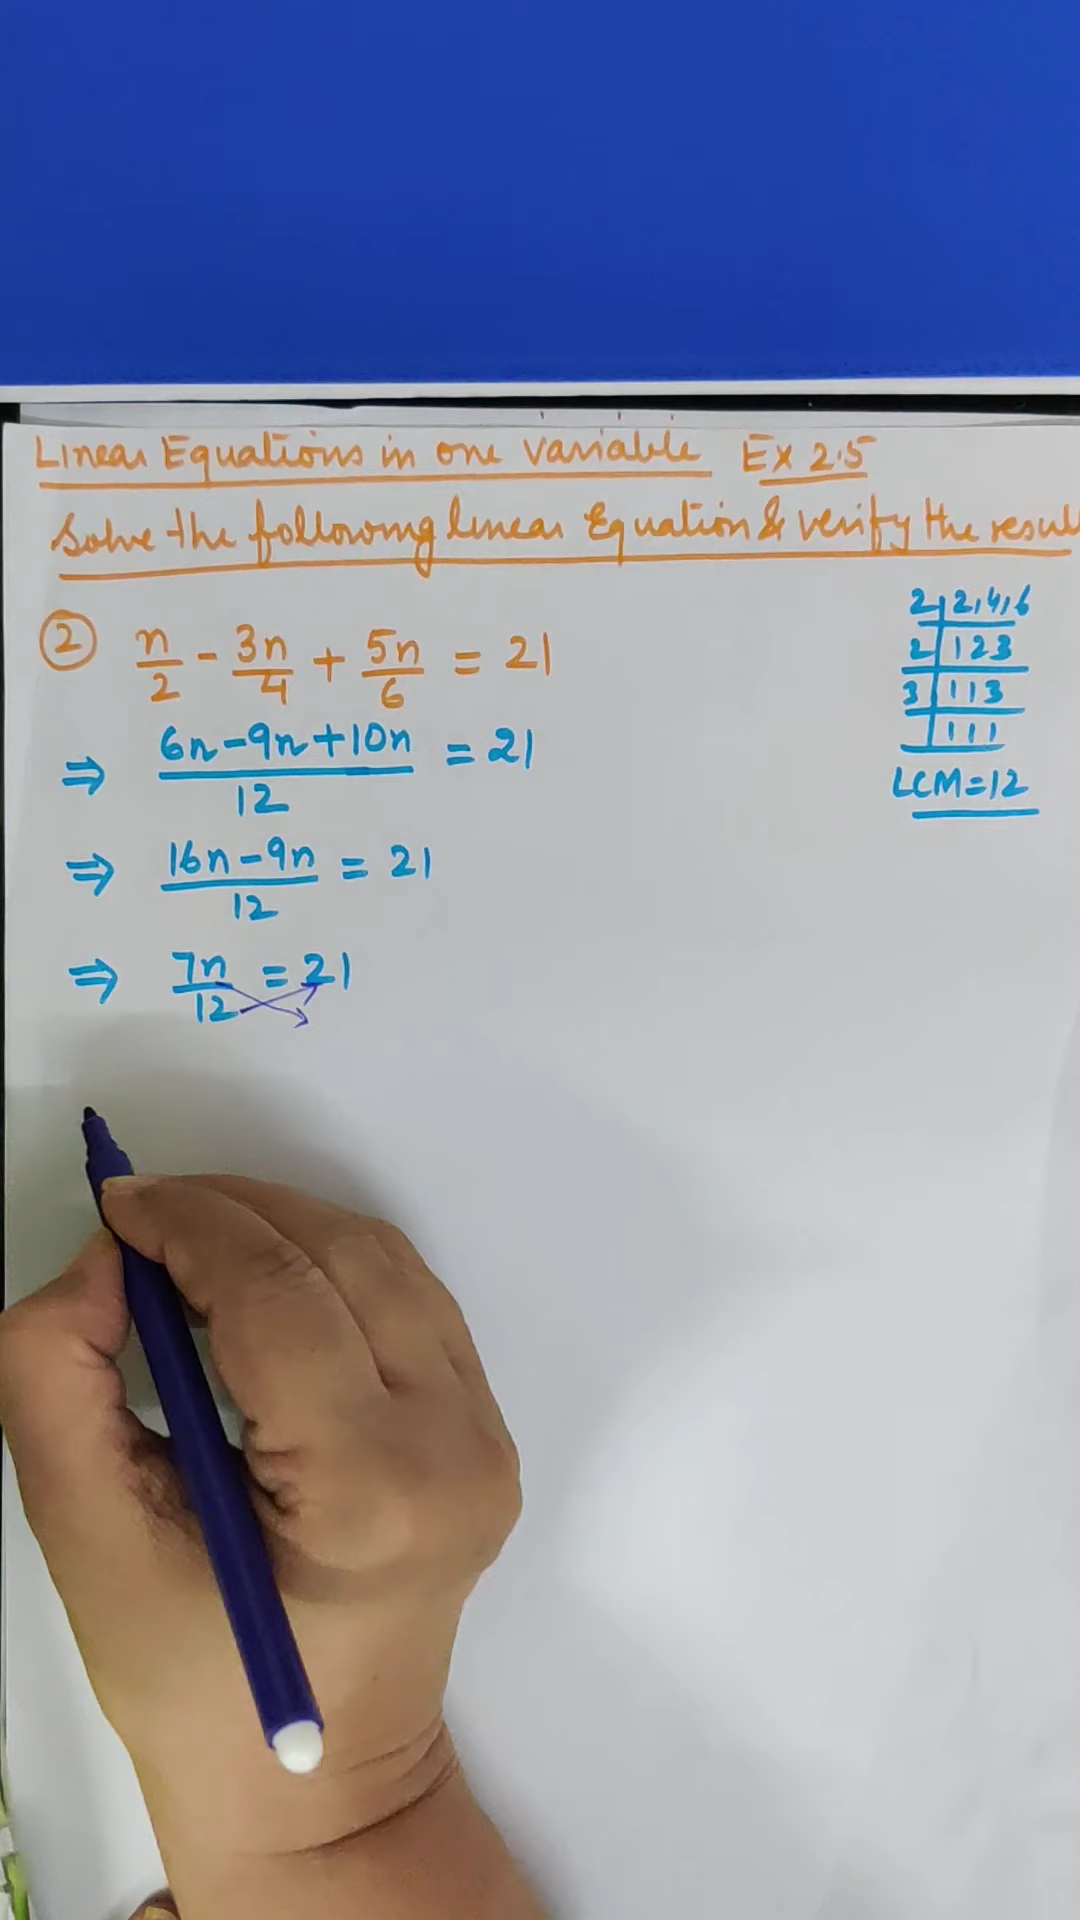 Linear Equations in one variable Ex 2.5
Solve the following linear Equation & verify the resul
② n/2 - 3n/4 + 5n/6 = 21
⇒ 6n-9n+10n/12 = 21
⇒ 16n-9n/12 = 21
⇒ 7n/12 = 21
2 | 2,4,6
2 | 1 2 3
3 | 1 1 3
| 1 1 1
LCM=12